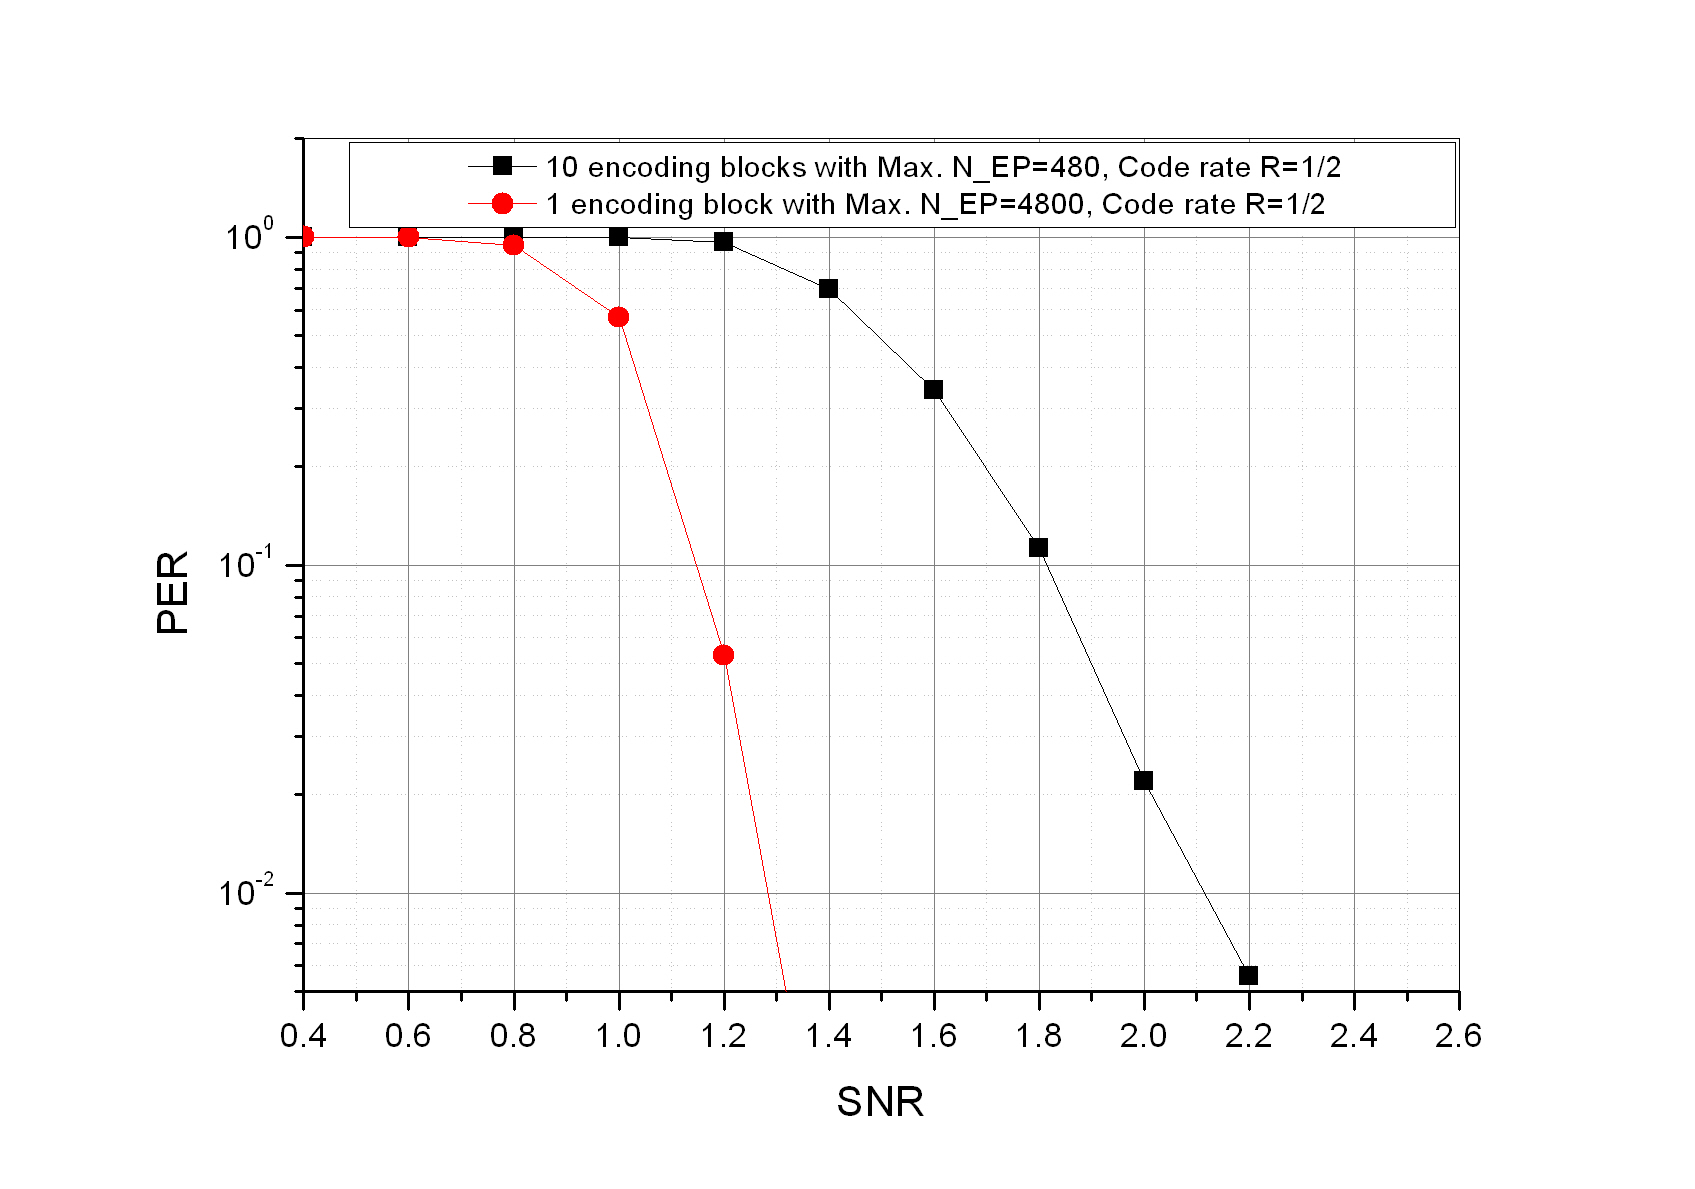 10 encoding blocks with Max. N_EP=480, Code rate R=1/2
1 encoding block with Max. N_EP=4800, Code rate R=1/2
10^0
10^-1
10^-2
PER
0.4 0.6 0.8 1.0 1.2 1.4 1.6 1.8 2.0 2.2 2.4 2.6
SNR